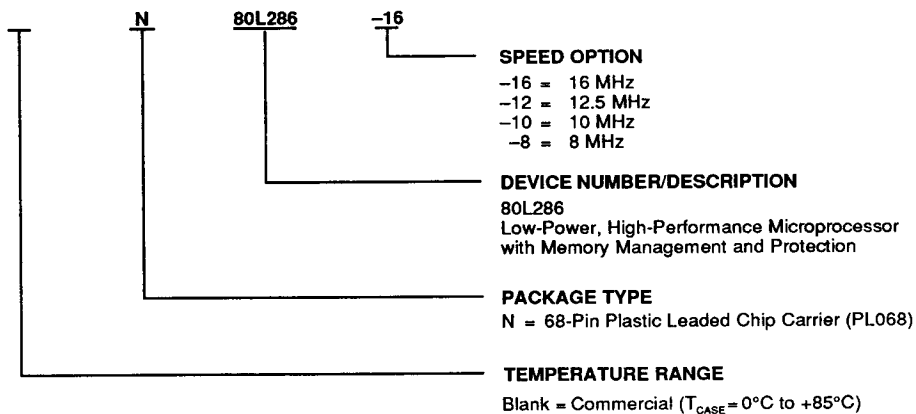 N 80L286 –16
SPEED OPTION
–16 = 16 MHz
–12 = 12.5 MHz
–10 = 10 MHz
–8 = 8 MHz
DEVICE NUMBER/DESCRIPTION
80L286
Low-Power, High-Performance Microprocessor
with Memory Management and Protection
PACKAGE TYPE
N = 68-Pin Plastic Leaded Chip Carrier (PL068)
TEMPERATURE RANGE
Blank = Commercial (TCASE = 0°C to +85°C)